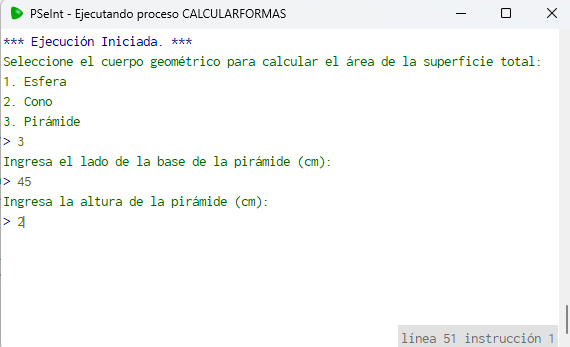 PSeInt - Ejecutando proceso CALCULARFORMAS
*** Ejecución Iniciada. ***
Seleccione el cuerpo geométrico para calcular el área de la superficie total:
1. Esfera
2. Cono
3. Pirámide
> 3
Ingresa el lado de la base de la pirámide (cm):
> 45
Ingresa la altura de la pirámide (cm):
> 2
línea 51 instrucción 1